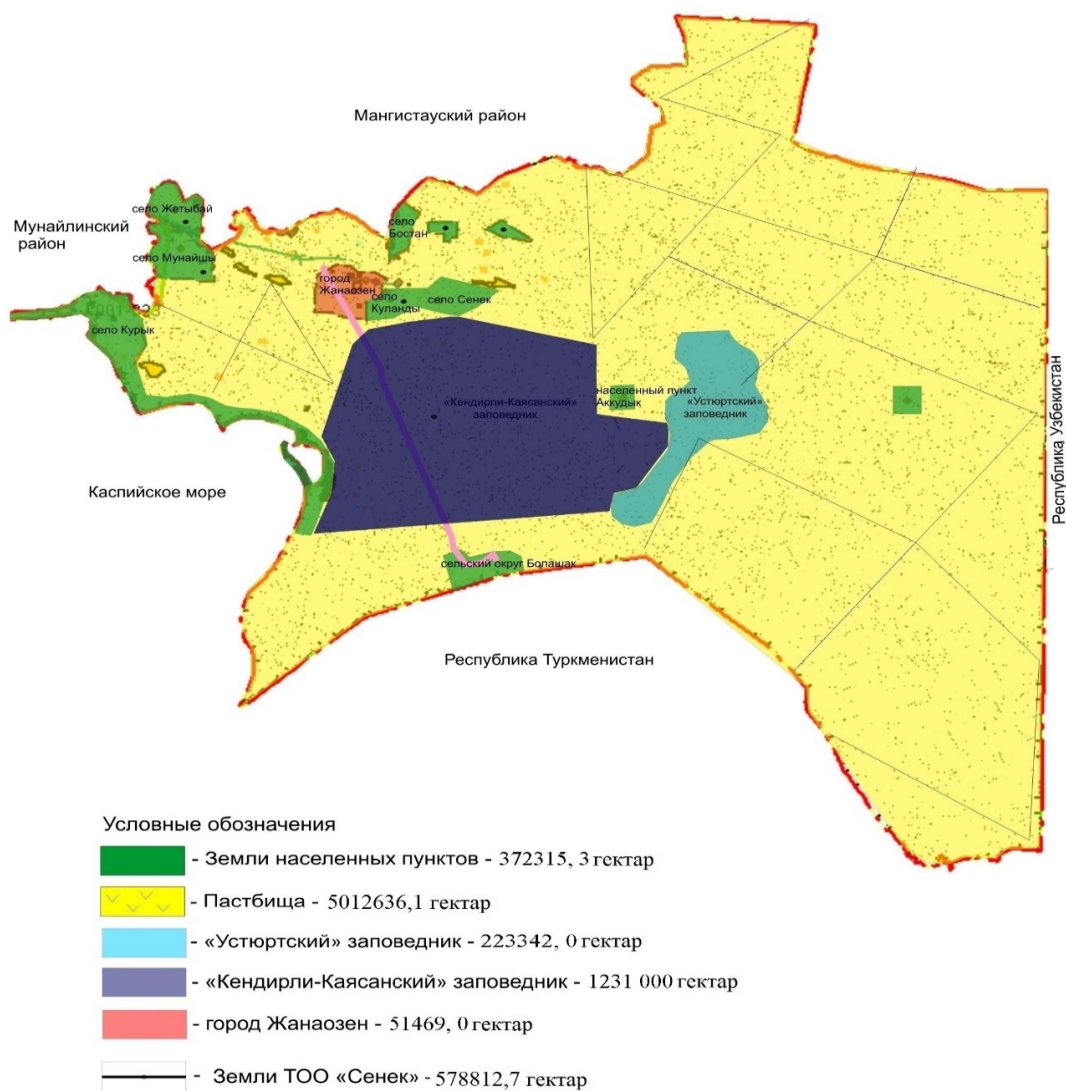 Мангистауский район
село Жетыбай
Мунайлинский
район
село
Бостан
село Мунайшы
город
Жанаозен
село
Куланды
село Сенек
село Курык
населенный пункт
Аккудык
«Кендирли-Каясанский»
заповедник
«Устюртский»
заповедник
Республика Узбекистан
Каспийское море
сельский округ Болашак
Республика Туркменистан
Условные обозначения
- Земли населенных пунктов - 372315, 3 гектар
- Пастбища - 5012636,1 гектар
- «Устюртский» заповедник - 223342, 0 гектар
- «Кендирли-Каясанский» заповедник - 1231 000 гектар
- город Жанаозен - 51469, 0 гектар
- Земли ТОО «Сенек» - 578812,7 гектар